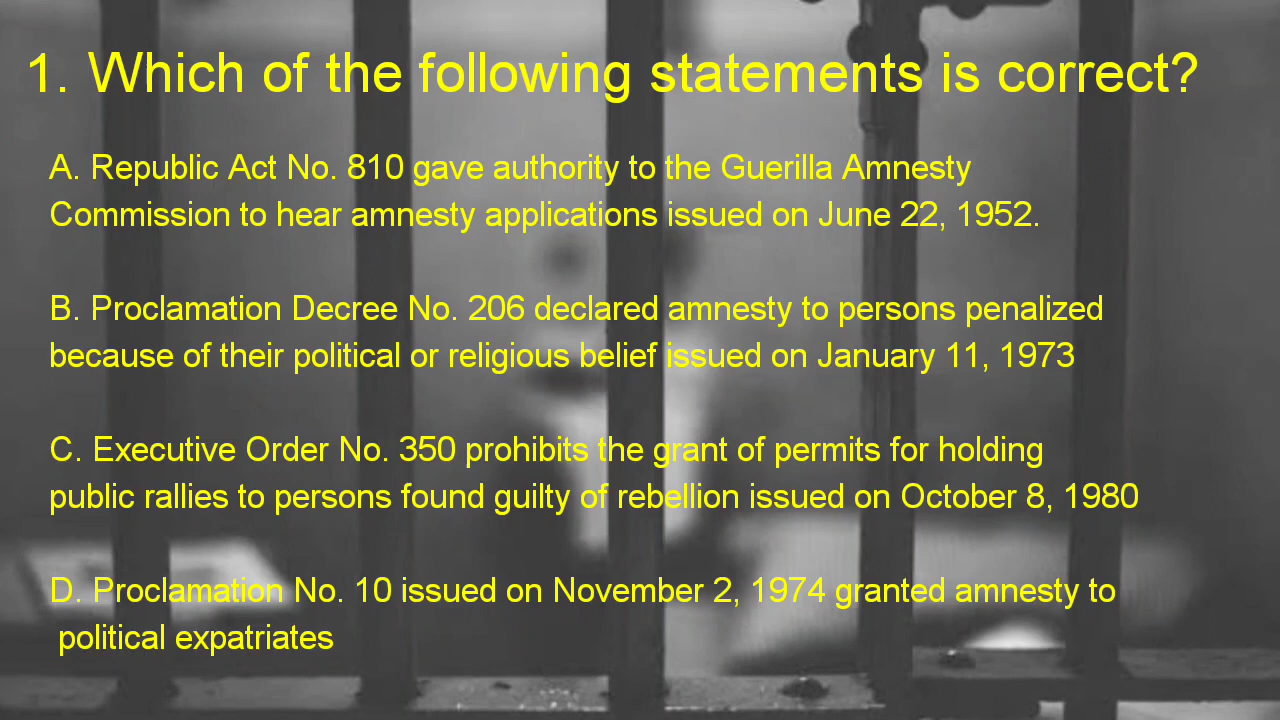 1. Which of the following statements is correct?
A. Republic Act No. 810 gave authority to the Guerilla Amnesty
Commission to hear amnesty applications issued on June 22, 1952.
B. Proclamation Decree No. 206 declared amnesty to persons penalized
because of their political or religious belief issued on January 11, 1973
C. Executive Order No. 350 prohibits the grant of permits for holding
public rallies to persons found guilty of rebellion issued on October 8, 1980
D. Proclamation No. 10 issued on November 2, 1974 granted amnesty to
political expatriates